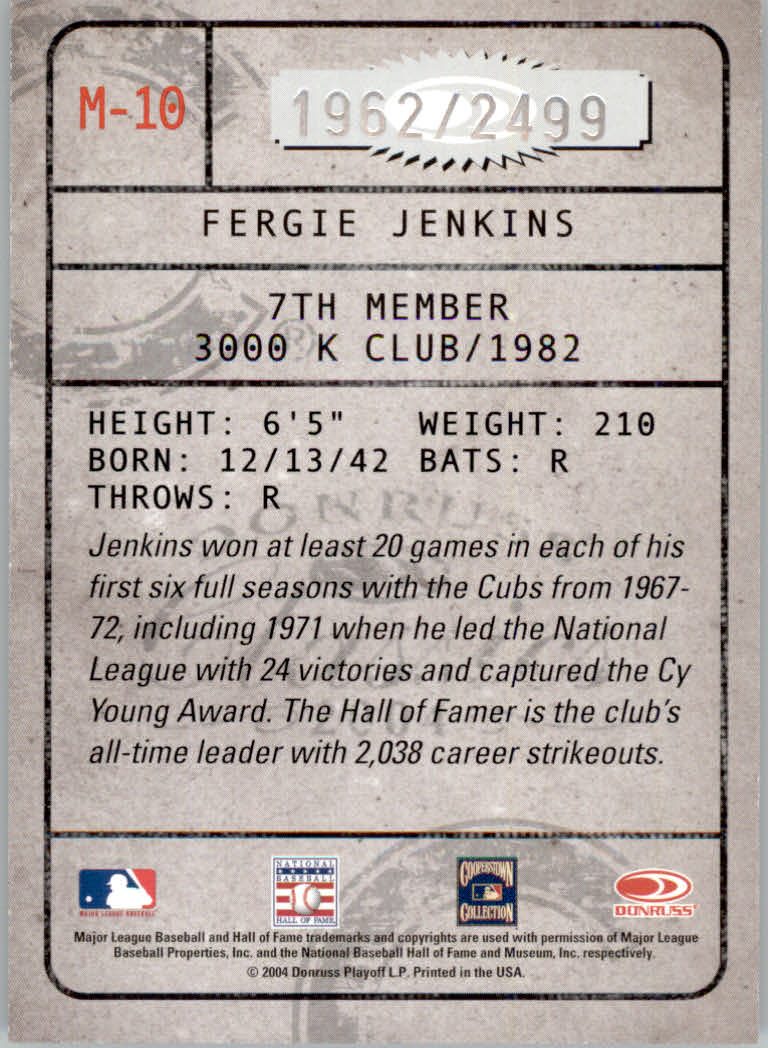 M-10
1962/2499
FERGIE JENKINS
7TH MEMBER
3000 K CLUB/1982
HEIGHT: 6'5" WEIGHT: 210
BORN: 12/13/42 BATS: R
THROWS: R
Jenkins won at least 20 games in each of his
first six full seasons with the Cubs from 1967-
72, including 1971 when he led the National
League with 24 victories and captured the Cy
Young Award. The Hall of Famer is the club's
all-time leader with 2,038 career strikeouts.
MAJOR LEAGUE BASEBALL
NATIONAL
BASEBALL
HALL OF FAME
COOPERSTOWN
COLLECTION
DONRUSS
Major League Baseball and Hall of Fame trademarks and copyrights are used with permission of Major League
Baseball Properties, Inc. and the National Baseball Hall of Fame and Museum, Inc. respectively.
© 2004 Donruss Playoff L.P. Printed in the USA.